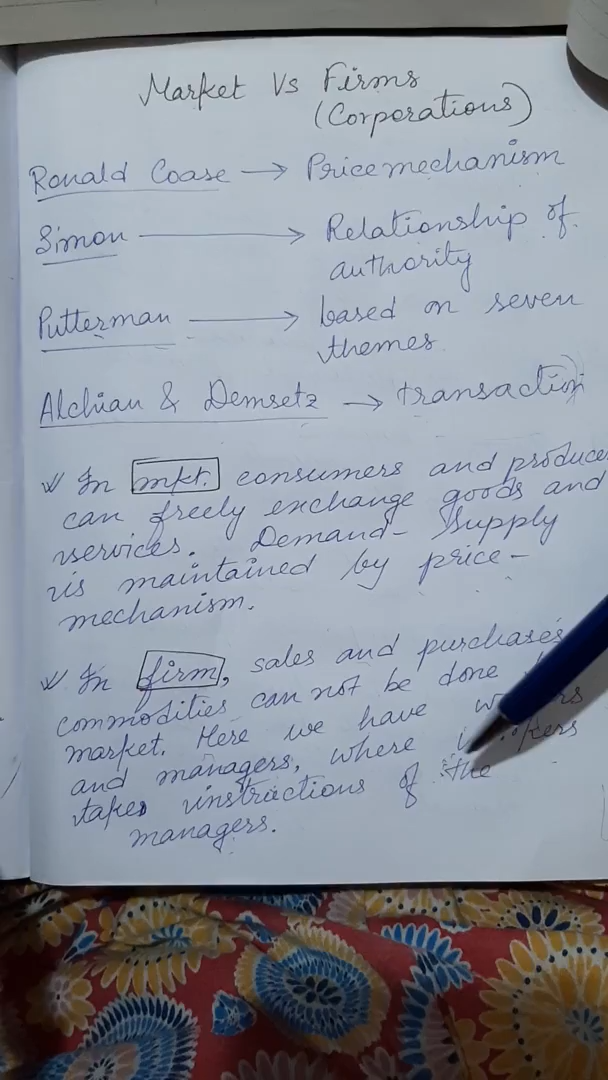 Market Vs Firms
(Corporations)
Ronald Coase → Price mechanism
Simon → Relationship of
authority
Putterman → based on seven
themes.
Alchian & Demsetz → transaction
In mkt. consumers and produce
can freely exchange goods and
services. Demand-Supply
is maintained by price-
mechanism.
In firm, sales and purchases
commodities can not be done
market. Here we have
and managers, where
takes instructions of the
managers.